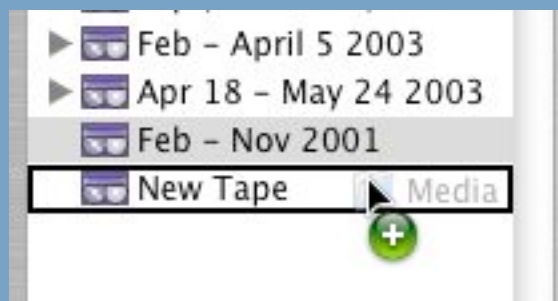 Feb – April 5 2003
Apr 18 – May 24 2003
Feb – Nov 2001
New Tape Media